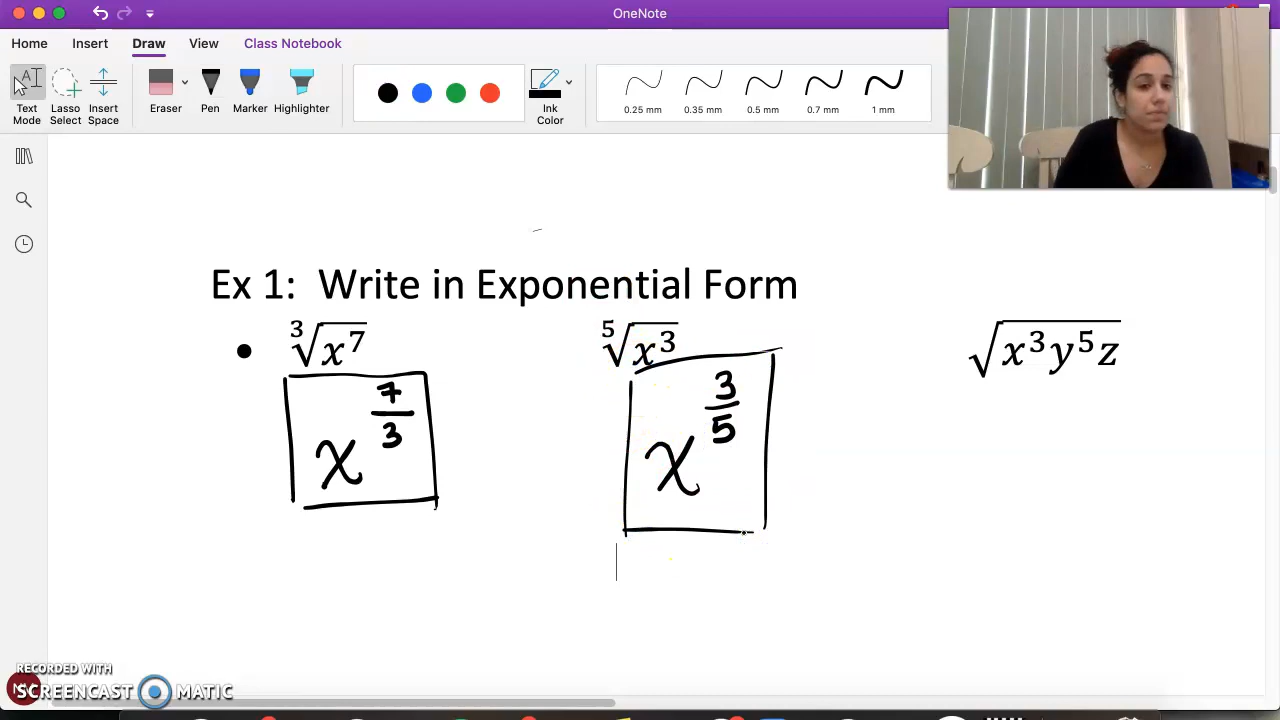 OneNote
Home Insert Draw View Class Notebook
Text Mode
Lasso Select
Insert Space
Eraser
Pen
Marker
Highlighter
Ink Color
0.25 mm
0.35 mm
0.5 mm
0.7 mm
1 mm
Ex 1: Write in Exponential Form
• ∛(x⁷) ⁵√(x³) √(x³y⁵z)
x^(7/3) x^(3/5)
RECORDED WITH
SCREENCAST MATIC